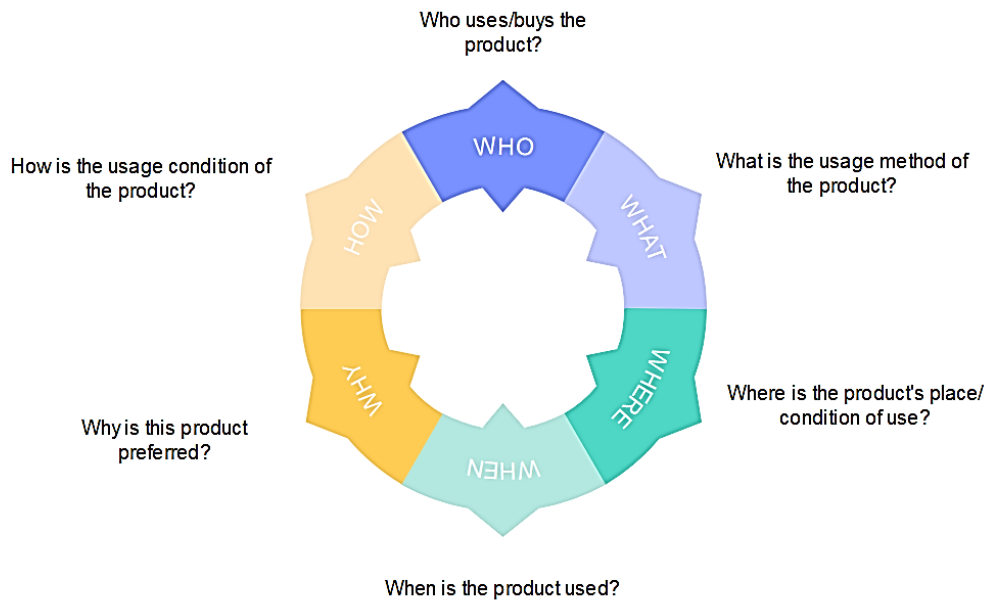 Who uses/buys the
product?
WHO
What is the usage method of
the product?
WHAT
Where is the product's place/
condition of use?
WHERE
When is the product used?
WHEN
Why is this product
preferred?
WHY
How is the usage condition of
the product?
HOW